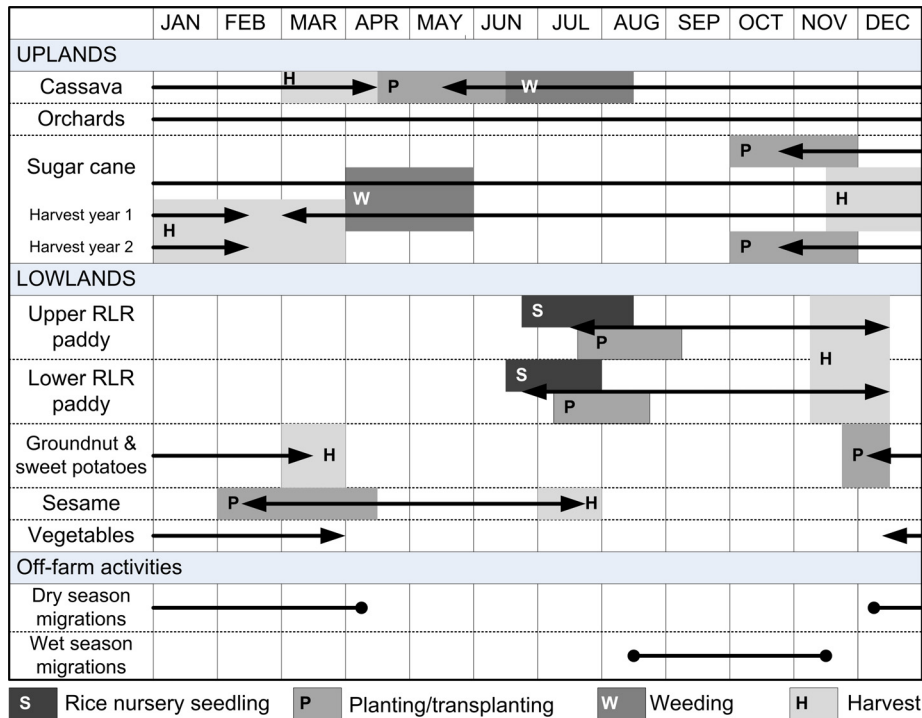 JAN FEB MAR APR MAY JUN JUL AUG SEP OCT NOV DEC
UPLANDS
Cassava H P W
Orchards
Sugar cane P
W H
Harvest year 1
H
Harvest year 2 P
LOWLANDS
Upper RLR S
paddy P
H
Lower RLR S
paddy P
Groundnut &
sweet potatoes H P
Sesame P H
Vegetables
Off-farm activities
Dry season
migrations
Wet season
migrations
S Rice nursery seedling P Planting/transplanting W Weeding H Harvest